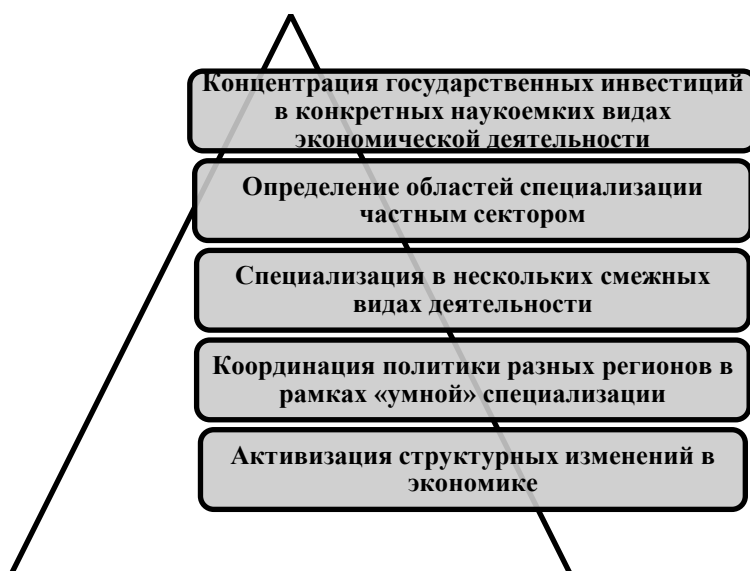 Концентрация государственных инвестиций
в конкретных наукоемких видах
экономической деятельности
Определение областей специализации
частным сектором
Специализация в нескольких смежных
видах деятельности
Координация политики разных регионов в
рамках «умной» специализации
Активизация структурных изменений в
экономике